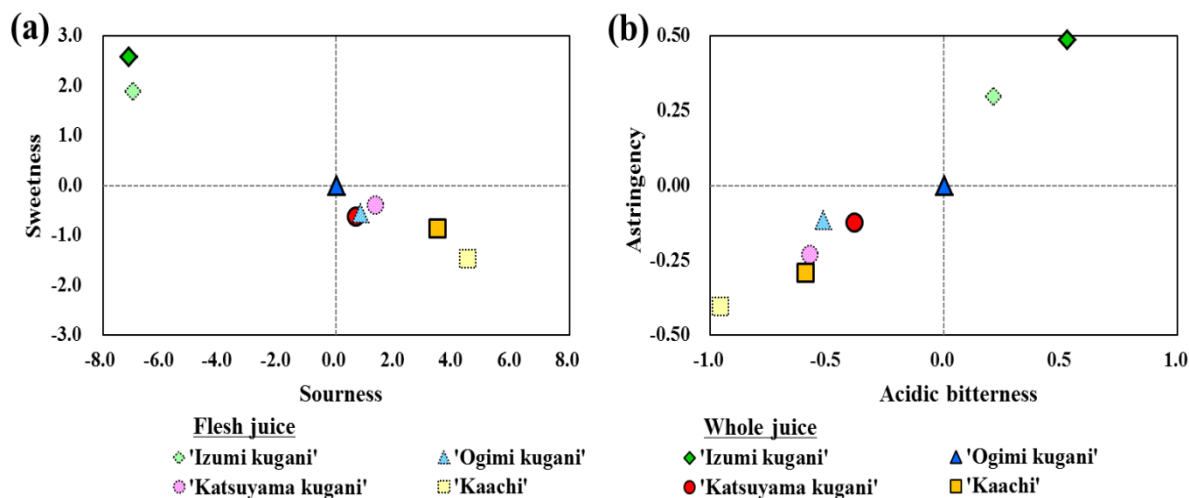 (a)
3.0
2.0
1.0
0.0
-1.0
-2.0
-3.0
Sweetness
-8.0 -6.0 -4.0 -2.0 0.0 2.0 4.0 6.0 8.0
Sourness
(b)
0.50
0.25
0.00
-0.25
-0.50
Astringency
-1.0 -0.5 0.0 0.5 1.0
Acidic bitterness
Flesh juice
'Izumi kugani' 'Ogimi kugani'
'Katsuyama kugani' 'Kaachi'
Whole juice
'Izumi kugani' 'Ogimi kugani'
'Katsuyama kugani' 'Kaachi'